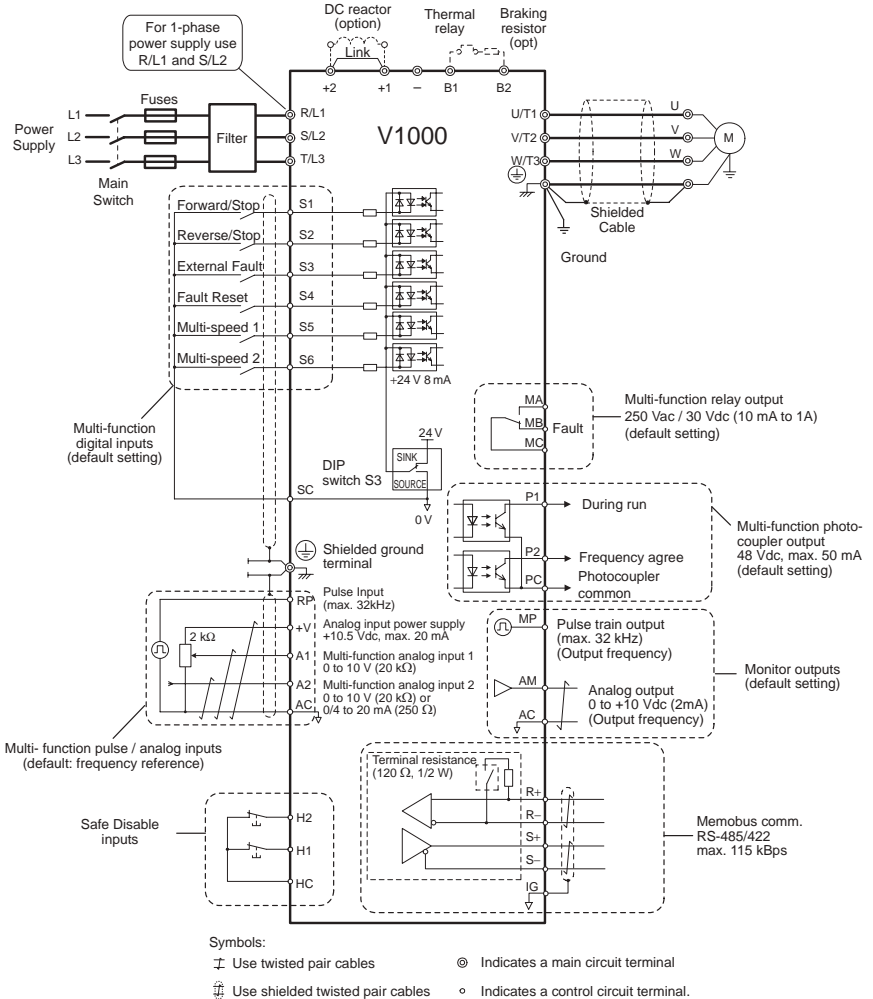 DC reactor
(option)
Link
Thermal
relay
Braking
resistor
(opt)
For 1-phase
power supply use
R/L1 and S/L2
+2
+1
−
B1
B2
Fuses
L1
L2
L3
Power
Supply
Main
Switch
Filter
R/L1
S/L2
T/L3
V1000
U/T1
V/T2
W/T3
U
V
W
M
Shielded
Cable
Ground
Forward/Stop
S1
Reverse/Stop
S2
External Fault
S3
Fault Reset
S4
Multi-speed 1
S5
Multi-speed 2
S6
+24 V 8 mA
Multi-function
digital inputs
(default setting)
24 V
SINK
SOURCE
DIP
switch S3
0 V
SC
MA
MB
MC
Fault
Multi-function relay output
250 Vac / 30 Vdc (10 mA to 1A)
(default setting)
P1
During run
P2
Frequency agree
PC
Photocoupler
common
Multi-function photo-
coupler output
48 Vdc, max. 50 mA
(default setting)
Shielded ground
terminal
RP
Pulse Input
(max. 32kHz)
+V
Analog input power supply
+10.5 Vdc, max. 20 mA
2 kΩ
A1
Multi-function analog input 1
0 to 10 V (20 kΩ)
A2
Multi-function analog input 2
0 to 10 V (20 kΩ) or
0/4 to 20 mA (250 Ω)
AC
Multi- function pulse / analog inputs
(default: frequency reference)
MP
Pulse train output
(max. 32 kHz)
(Output frequency)
AM
Analog output
0 to +10 Vdc (2mA)
(Output frequency)
AC
Monitor outputs
(default setting)
Safe Disable
inputs
H2
H1
HC
Terminal resistance
(120 Ω, 1/2 W)
R+
R−
S+
S−
IG
Memobus comm.
RS-485/422
max. 115 kBps
Symbols:
Use twisted pair cables
Indicates a main circuit terminal
Use shielded twisted pair cables
Indicates a control circuit terminal.